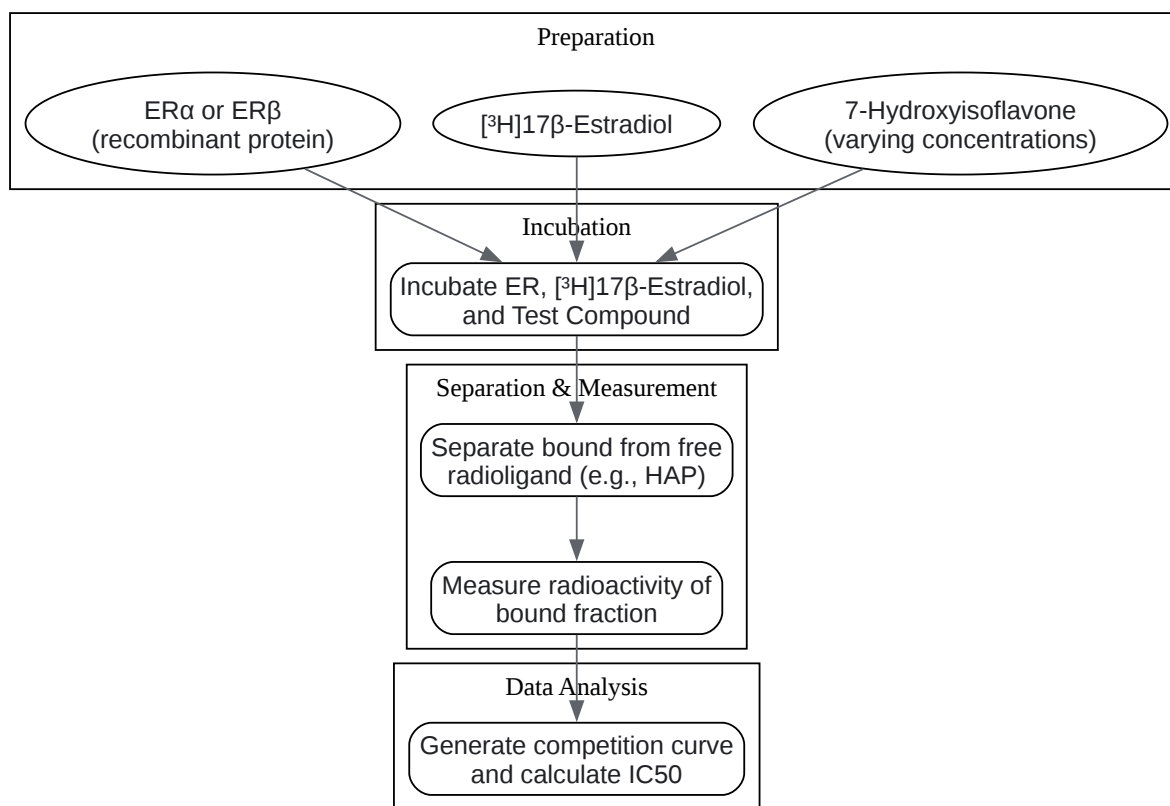 Preparation
ERα or ERβ
(recombinant protein)
[³H]17β-Estradiol
7-Hydroxyisoflavone
(varying concentrations)
Incubation
Incubate ER, [³H]17β-Estradiol,
and Test Compound
Separation & Measurement
Separate bound from free
radioligand (e.g., HAP)
Measure radioactivity of
bound fraction
Data Analysis
Generate competition curve
and calculate IC50